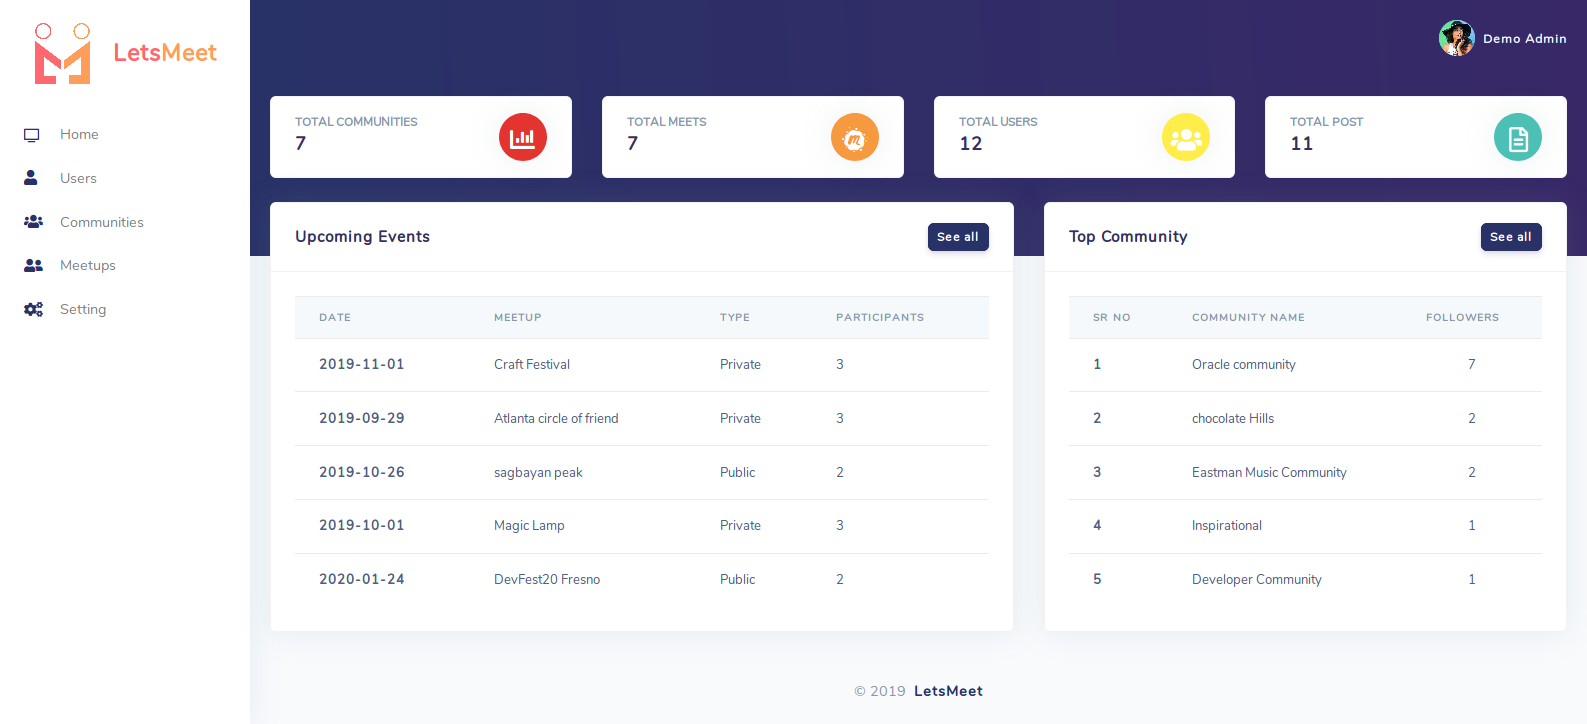 LetsMeet
Demo Admin
Home
Users
Communities
Meetups
Setting
TOTAL COMMUNITIES
7
TOTAL MEETS
7
TOTAL USERS
12
TOTAL POST
11
Upcoming Events
See all
DATE MEETUP TYPE PARTICIPANTS
2019-11-01 Craft Festival Private 3
2019-09-29 Atlanta circle of friend Private 3
2019-10-26 sagbayan peak Public 2
2019-10-01 Magic Lamp Private 3
2020-01-24 DevFest20 Fresno Public 2
Top Community
See all
SR NO COMMUNITY NAME FOLLOWERS
1 Oracle community 7
2 chocolate Hills 2
3 Eastman Music Community 2
4 Inspirational 1
5 Developer Community 1
© 2019 LetsMeet